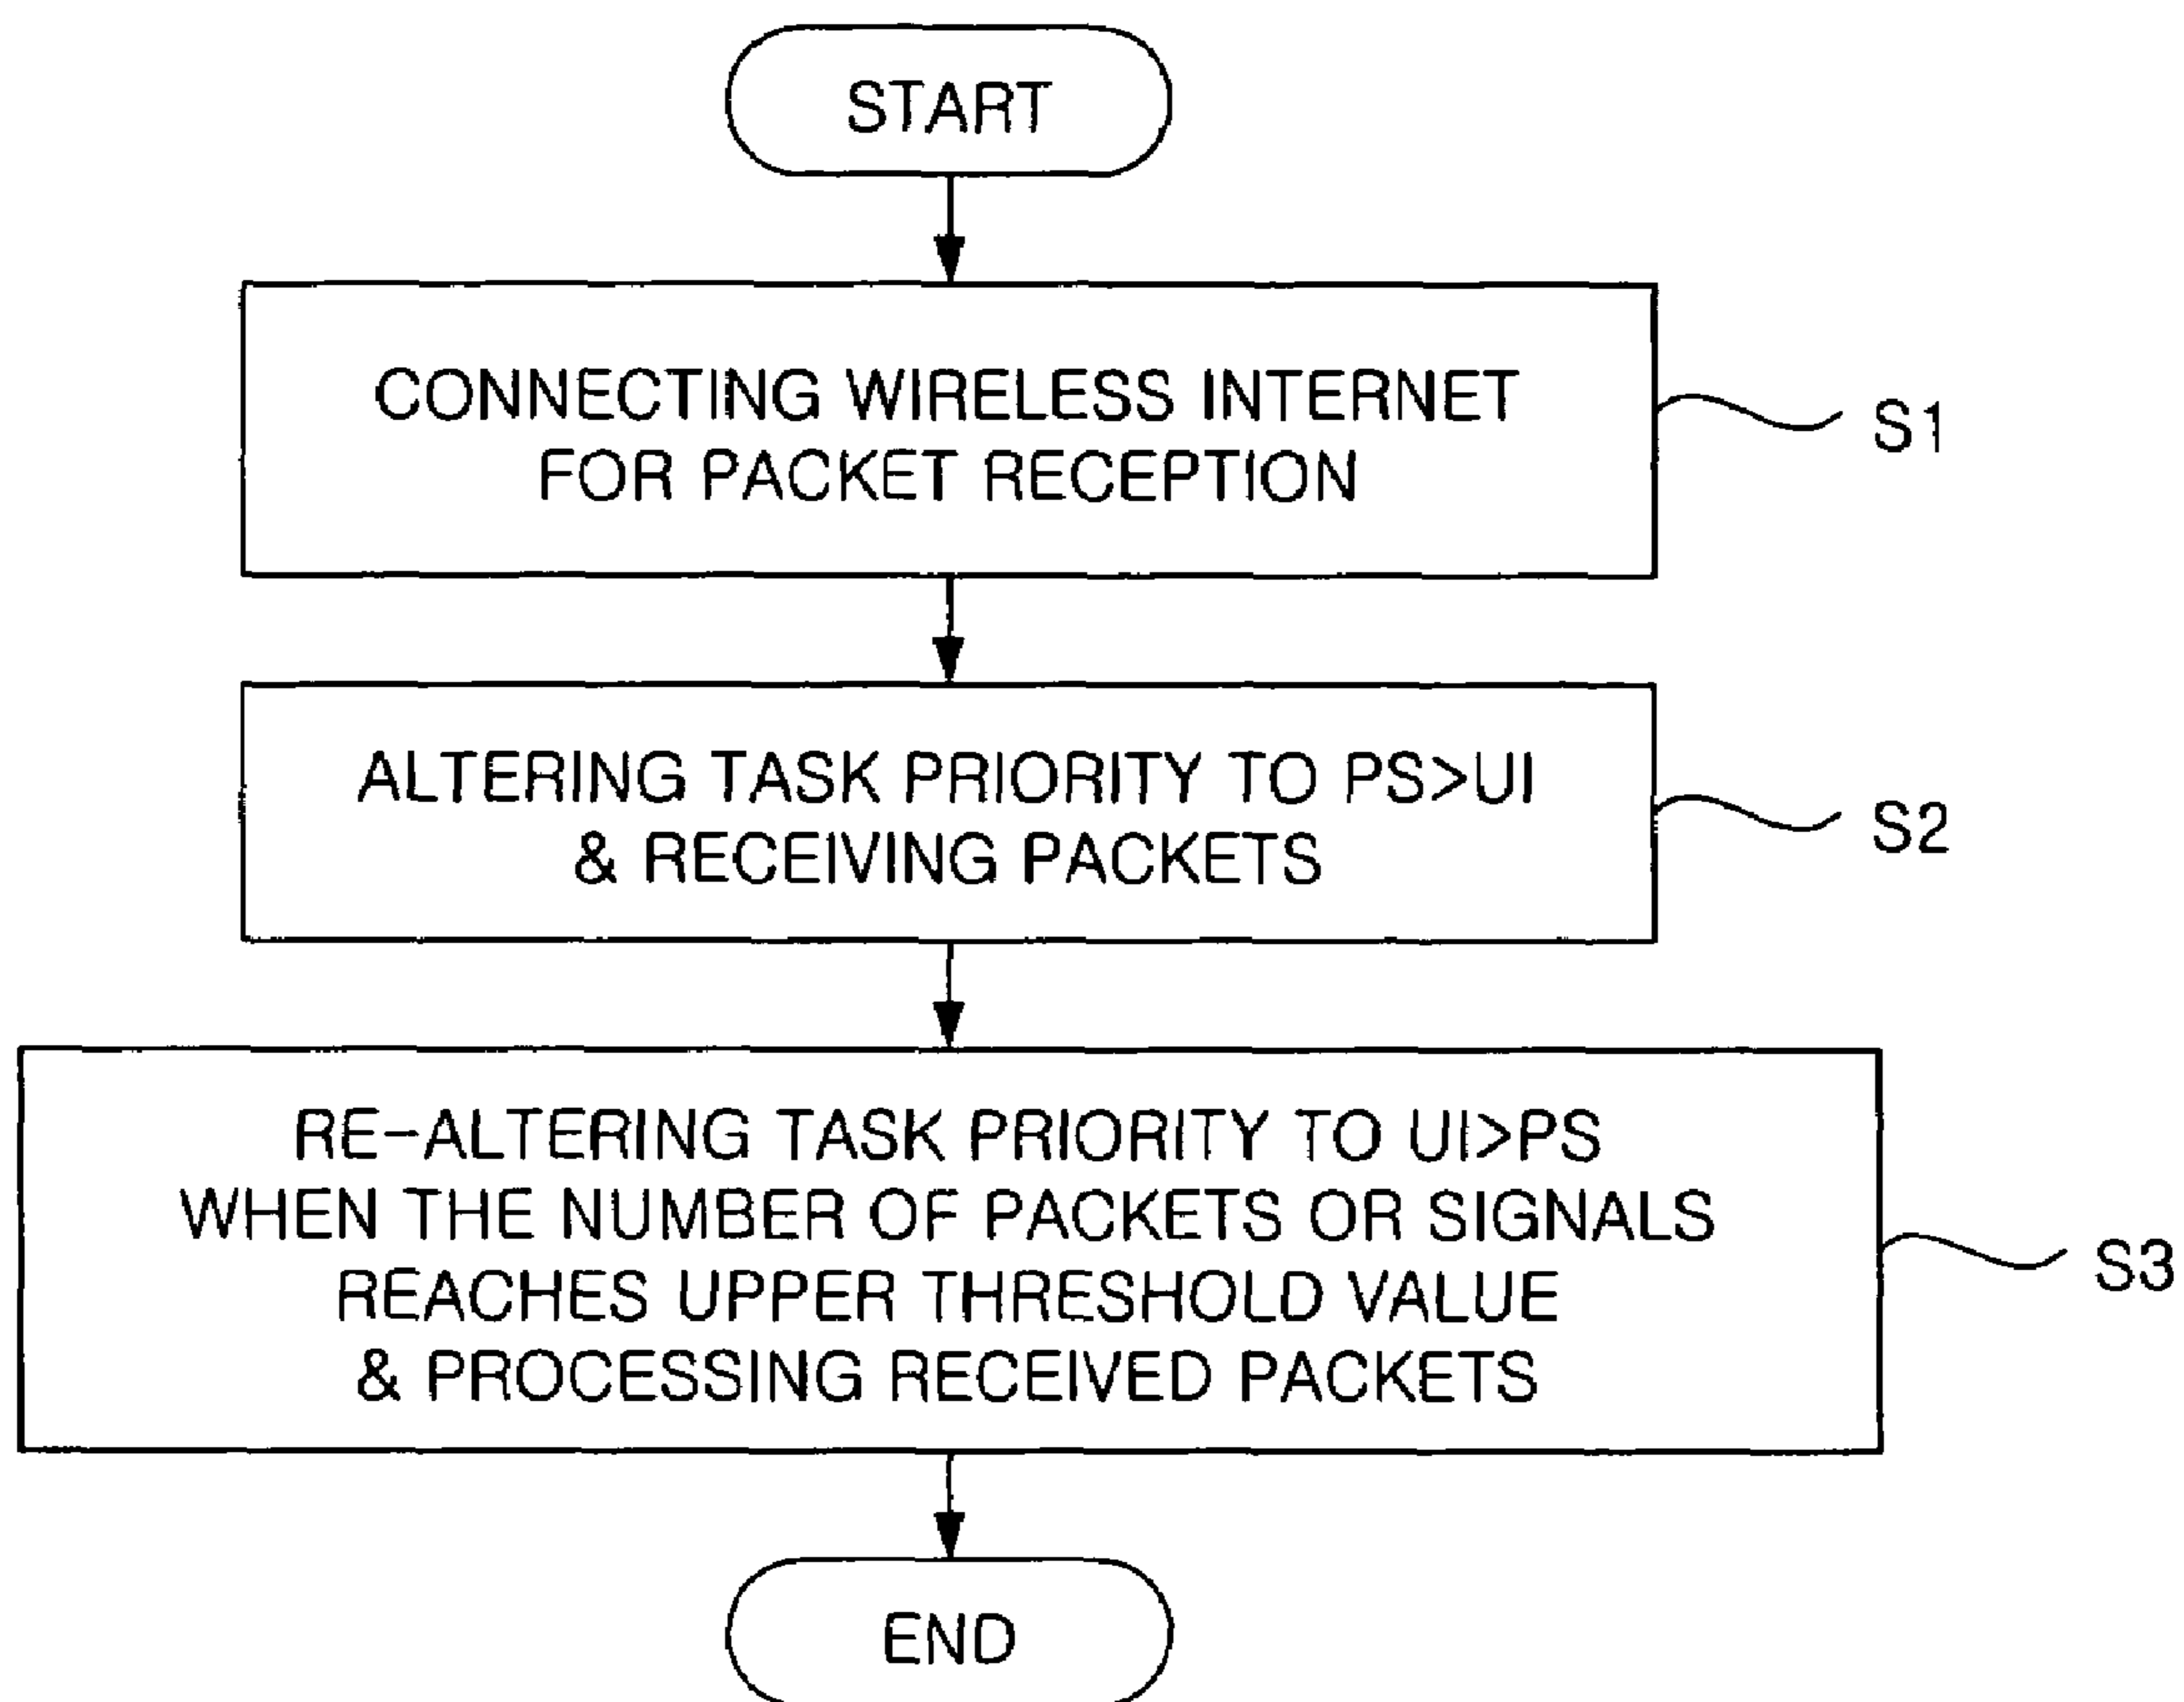 START
CONNECTING WIRELESS INTERNET
FOR PACKET RECEPTION
S1
ALTERING TASK PRIORITY TO PS>UI
& RECEIVING PACKETS
S2
RE-ALTERING TASK PRIORITY TO UI>PS
WHEN THE NUMBER OF PACKETS OR SIGNALS
REACHES UPPER THRESHOLD VALUE
& PROCESSING RECEIVED PACKETS
S3
END